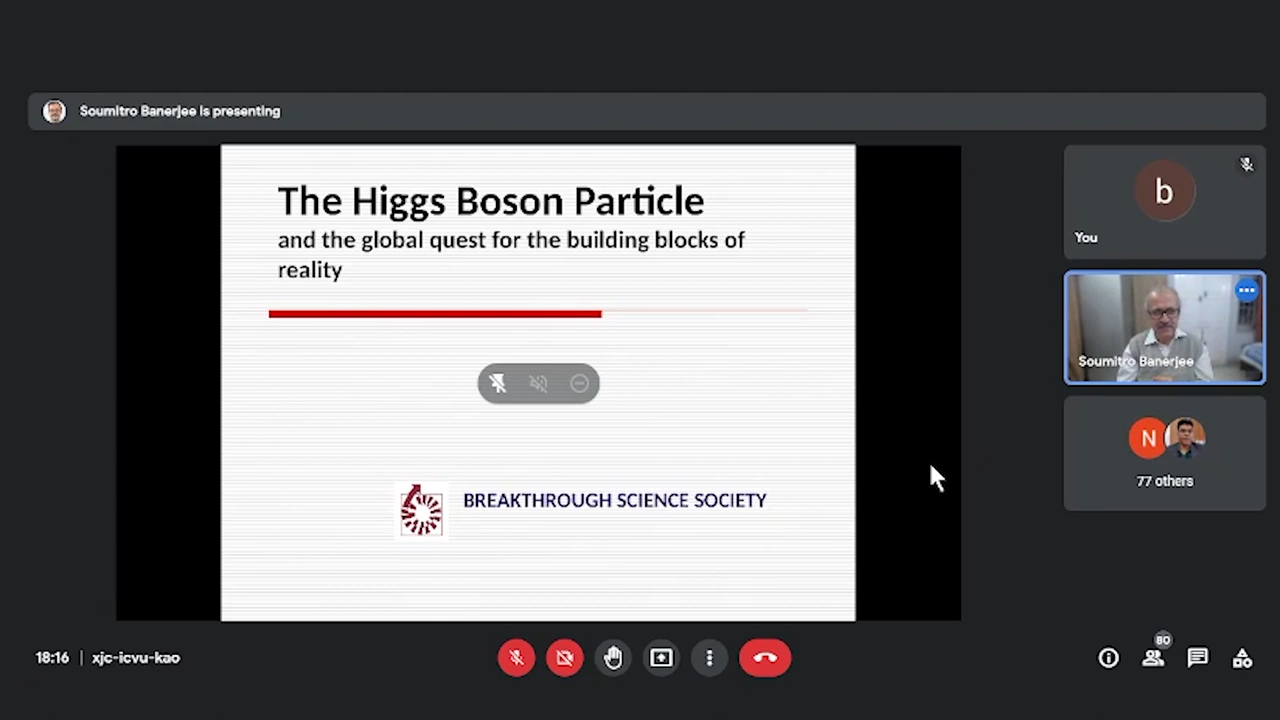 Soumitro Banerjee is presenting
The Higgs Boson Particle
and the global quest for the building blocks of
reality
BREAKTHROUGH SCIENCE SOCIETY
b
You
Soumitro Banerjee
N
77 others
18:16 | xjc-icvu-kao
80